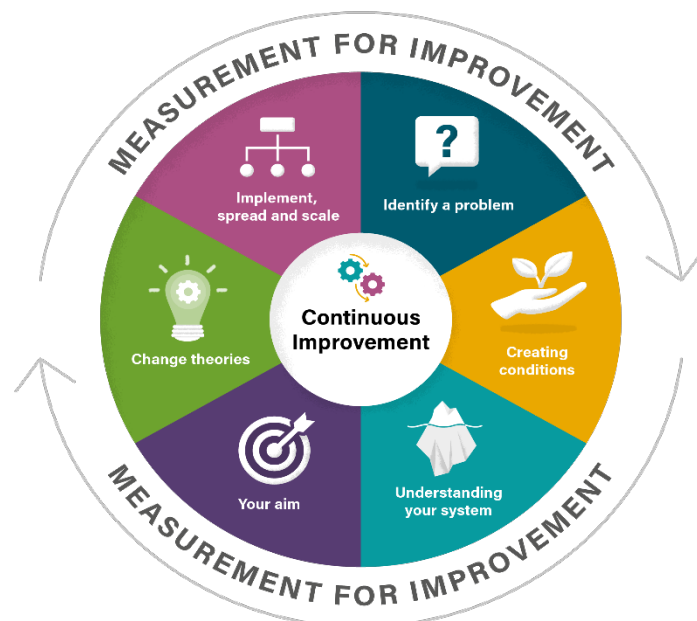 MEASUREMENT FOR IMPROVEMENT
?
Identify a problem
Creating
conditions
Understanding
your system
Your aim
Change theories
Implement,
spread and scale
Continuous
Improvement
MEASUREMENT FOR IMPROVEMENT